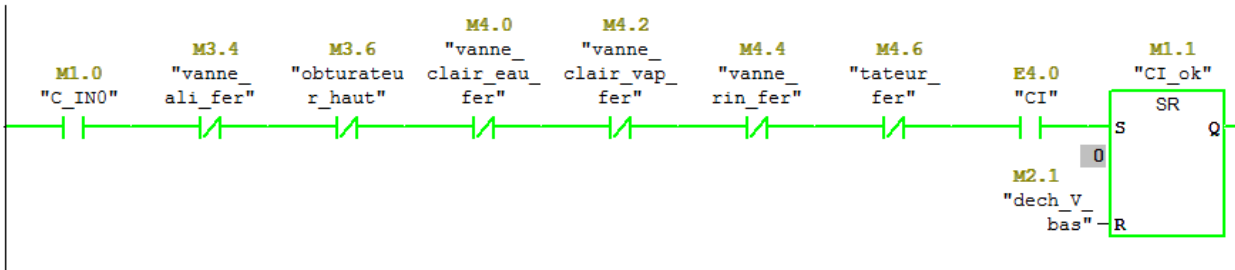 M1.0
"C_IN0"
M3.4
"vanne_
ali_fer"
M3.6
"obturateu
r_haut"
M4.0
"vanne_
clair_eau_
fer"
M4.2
"vanne_
clair_vap_
fer"
M4.4
"vanne_
rin_fer"
M4.6
"tateur_
fer"
E4.0
"CI"
M1.1
"CI_ok"
SR
S
Q
0
M2.1
"dech_V_
bas"
R